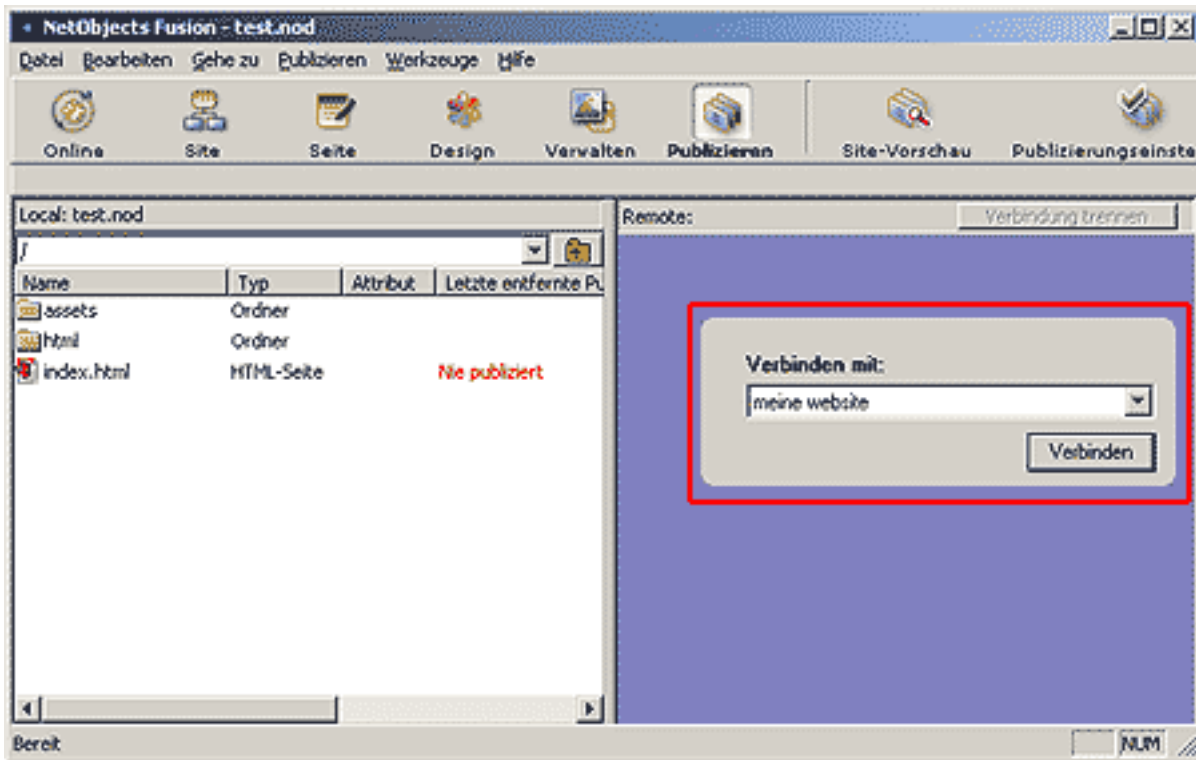 NetObjects Fusion - test.nod
Datei Bearbeiten Gehe zu Publizieren Werkzeuge Hilfe
Online Site Seite Design Verwalten Publizieren Site-Vorschau Publizierungseinste
Local: test.nod
Remote: Verbindung trennen
/
Name Typ Attribut Letzte entfernte Pu
assets Ordner
html Ordner
index.html HTML-Seite Nie publiziert
Verbinden mit:
meine website
Verbinden
Bereit NUM